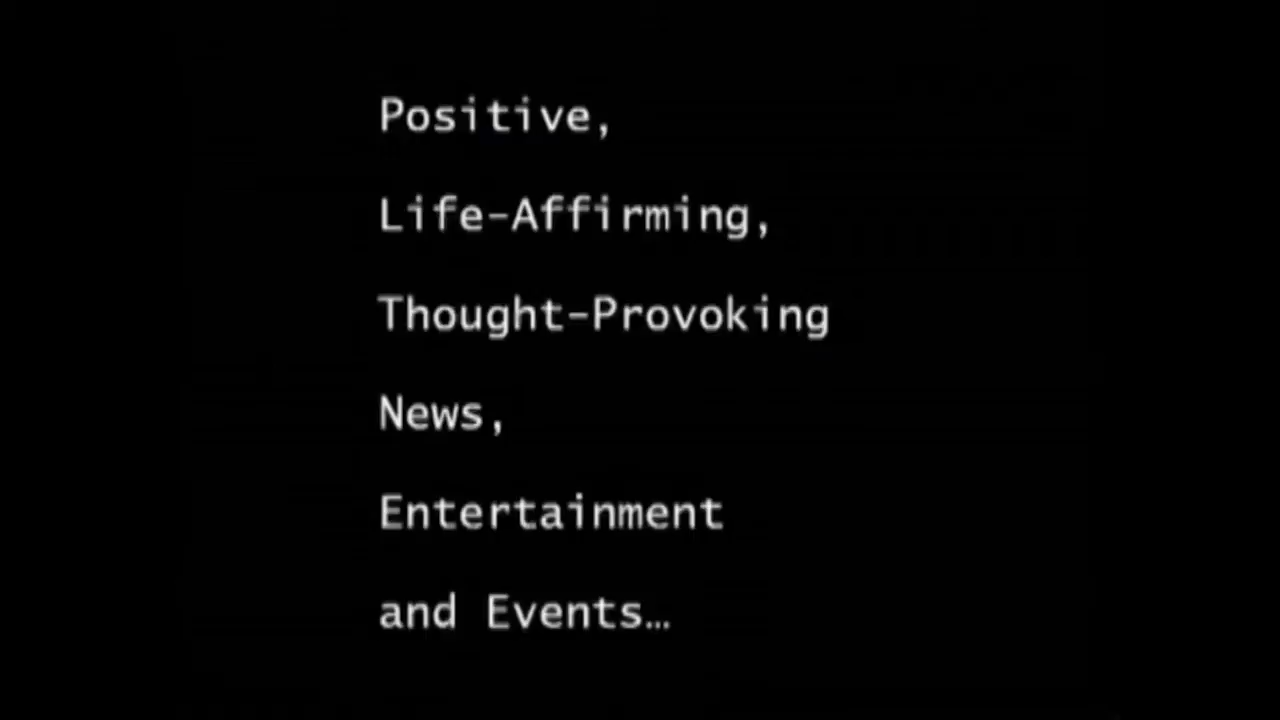 Positive,
Life-Affirming,
Thought-Provoking
News,
Entertainment
and Events…